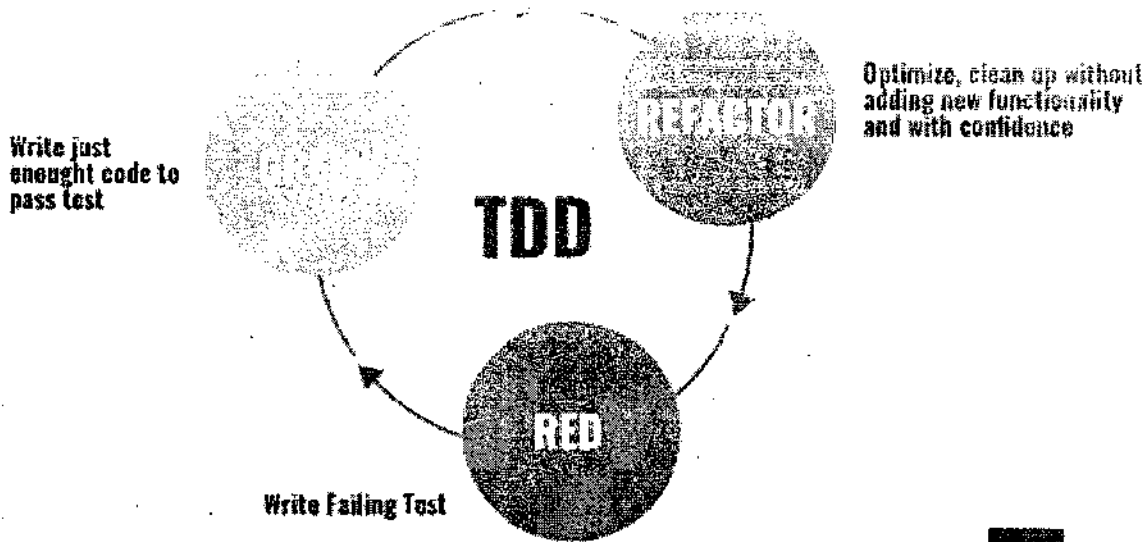 Optimize, clean up without
adding new functionality
and with confidence
REFACTOR
Write just
enought code to
pass test
GREEN
TDD
RED
Write Failing Test